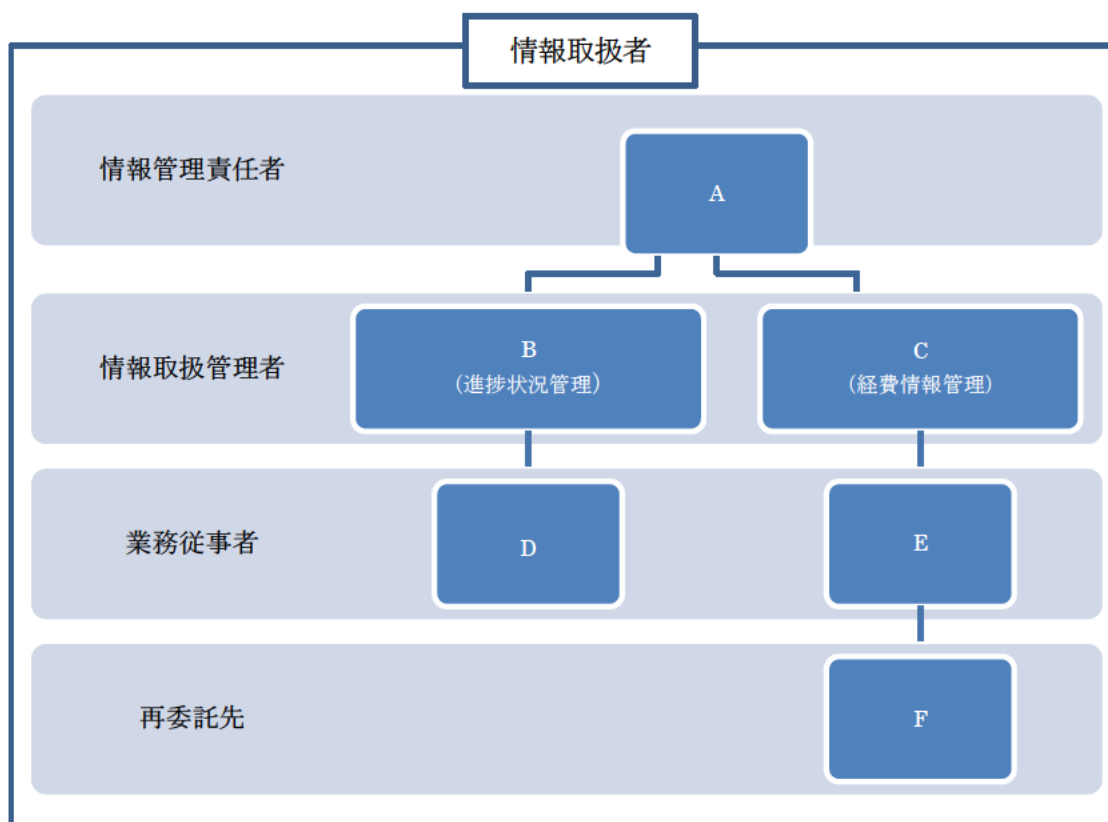 情報取扱者
情報管理責任者
A
情報取扱管理者
B
（進捗状況管理）
C
（経費情報管理）
業務従事者
D
E
再委託先
F